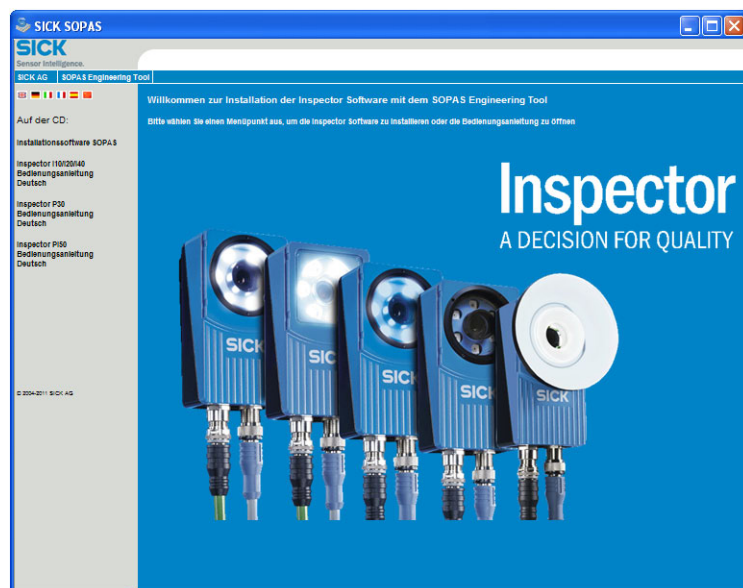 SICK SOPAS
SICK
Sensor Intelligence.
SICK AG
SOPAS Engineering Tool
Auf der CD:
Installationssoftware SOPAS
Inspector I10/I20/I40
Bedienungsanleitung
Deutsch
Inspector P30
Bedienungsanleitung
Deutsch
Inspector PI50
Bedienungsanleitung
Deutsch
© 2004-2011 SICK AG
Willkommen zur Installation der Inspector Software mit dem SOPAS Engineering Tool
Bitte wählen Sie einen Menüpunkt aus, um die Inspector Software zu installieren oder die Bedienungsanleitung zu öffnen
Inspector
A DECISION FOR QUALITY
SICK
SIC
SICK
SICK
SICK